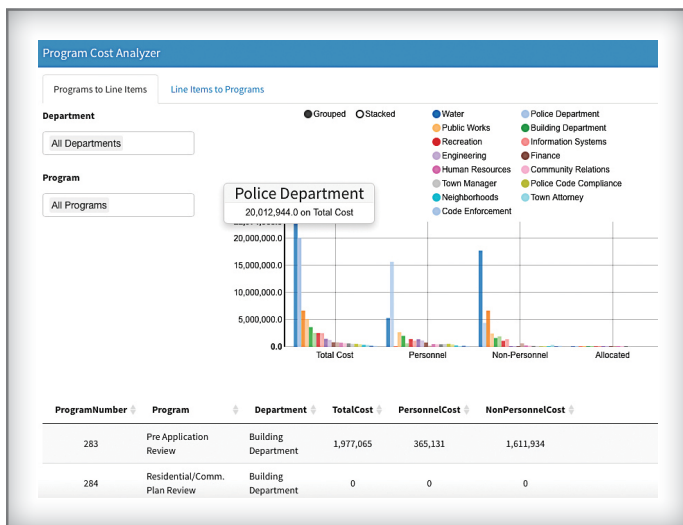 Program Cost Analyzer
Programs to Line Items
Line Items to Programs
Department
All Departments
Program
All Programs
Grouped
Stacked
Water
Police Department
Public Works
Building Department
Recreation
Information Systems
Engineering
Finance
Human Resources
Community Relations
Town Manager
Police Code Compliance
Neighborhoods
Town Attorney
Code Enforcement
Police Department
20,012,944.0 on Total Cost
20,000,000.0
15,000,000.0
10,000,000.0
5,000,000.0
0.0
Total Cost
Personnel
Non-Personnel
Allocated
ProgramNumber
Program
Department
TotalCost
PersonnelCost
NonPersonnelCost
283
Pre Application
Review
Building
Department
1,977,065
365,131
1,611,934
284
Residential/Comm.
Plan Review
Building
Department
0
0
0